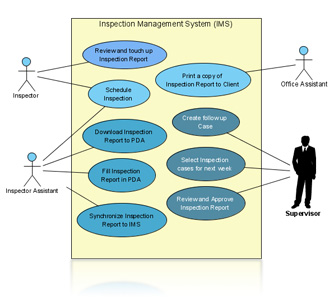 Inspection Management System (IMS)
Review and touch up
Inspection Report
Print a copy of
Inspection Report to Client
Inspector
Office Assistant
Schedule
Inspection
Create followup
Case
Download Inspection
Report to PDA
Select Inspection
cases for next week
Fill Inspection
Report in PDA
Inspector Assistant
Review and Approve
Inspection Report
Supervisor
Synchronize Inspection
Report to IMS